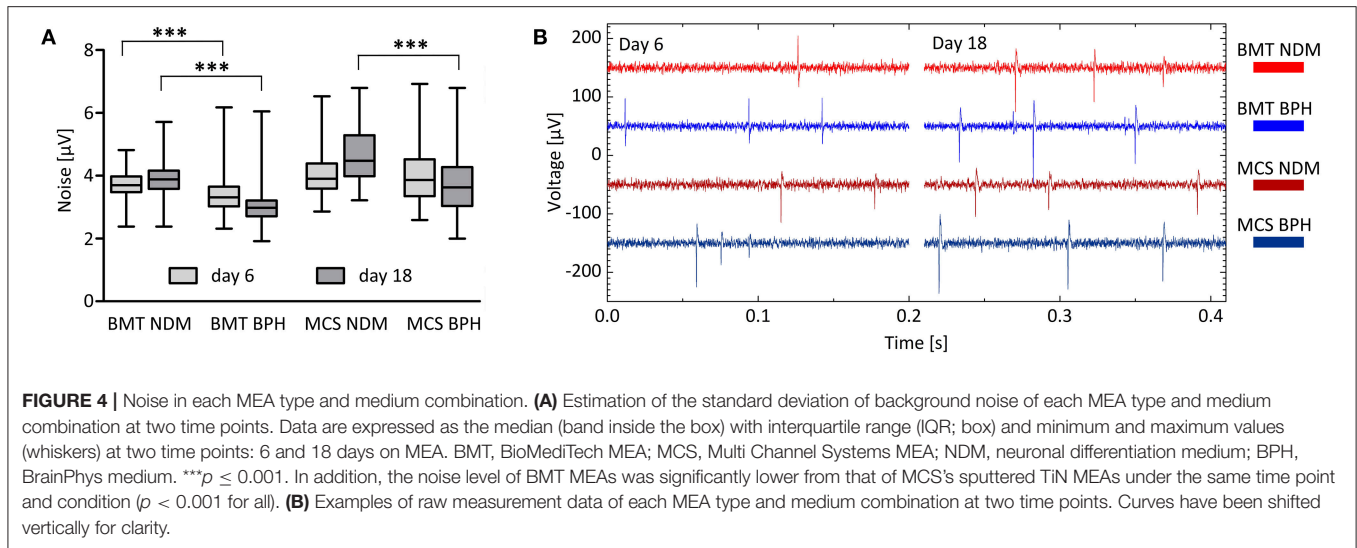 A
***
***
***
8
6
4
2
0
Noise [µV]
day 6
day 18
BMT NDM
BMT BPH
MCS NDM
MCS BPH
B
200
100
0
-100
-200
Voltage [µV]
Day 6
Day 18
0.0
0.1
0.2
0.3
0.4
Time [s]
BMT NDM
BMT BPH
MCS NDM
MCS BPH
FIGURE 4 | Noise in each MEA type and medium combination. (A) Estimation of the standard deviation of background noise of each MEA type and medium
combination at two time points. Data are expressed as the median (band inside the box) with interquartile range (IQR; box) and minimum and maximum values
(whiskers) at two time points: 6 and 18 days on MEA. BMT, BioMediTech MEA; MCS, Multi Channel Systems MEA; NDM, neuronal differentiation medium; BPH,
BrainPhys medium. ***p ≤ 0.001. In addition, the noise level of BMT MEAs was significantly lower from that of MCS's sputtered TiN MEAs under the same time point
and condition (p < 0.001 for all). (B) Examples of raw measurement data of each MEA type and medium combination at two time points. Curves have been shifted
vertically for clarity.